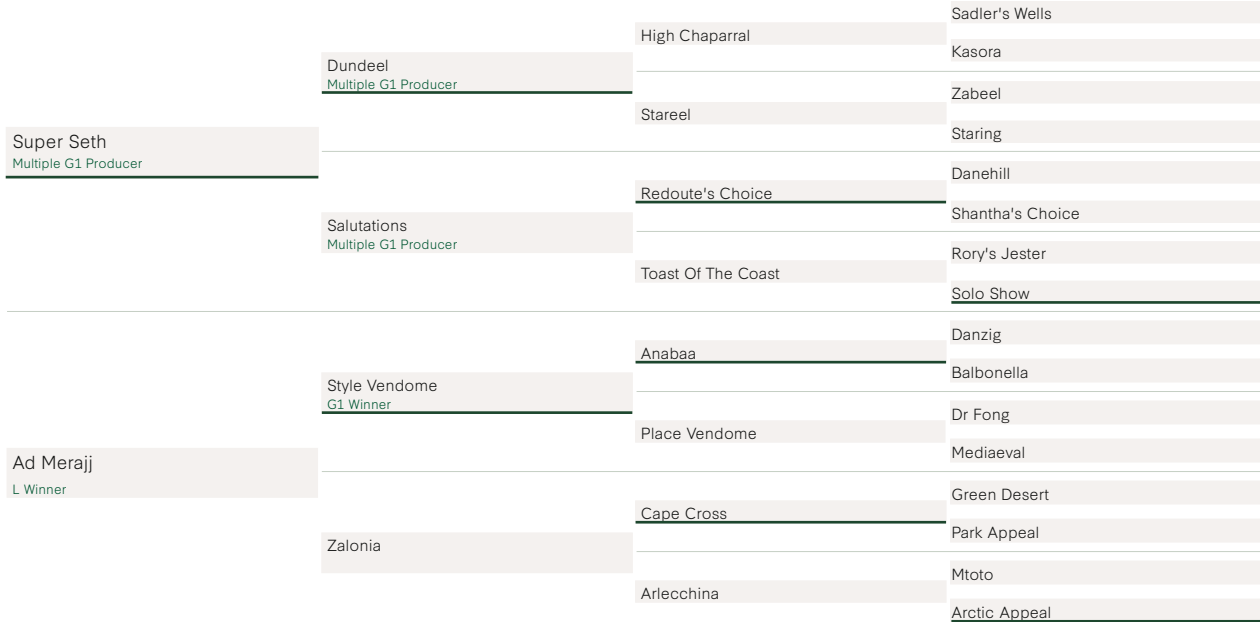 Super Seth
Multiple G1 Producer
Ad Merajj
L Winner
Dundeel
Multiple G1 Producer
Salutations
Multiple G1 Producer
Style Vendome
G1 Winner
Zalonia
High Chaparral
Stareel
Redoute's Choice
Toast Of The Coast
Anabaa
Place Vendome
Cape Cross
Arlecchina
Sadler's Wells
Kasora
Zabeel
Staring
Danehill
Shantha's Choice
Rory's Jester
Solo Show
Danzig
Balbonella
Dr Fong
Mediaeval
Green Desert
Park Appeal
Mtoto
Arctic Appeal